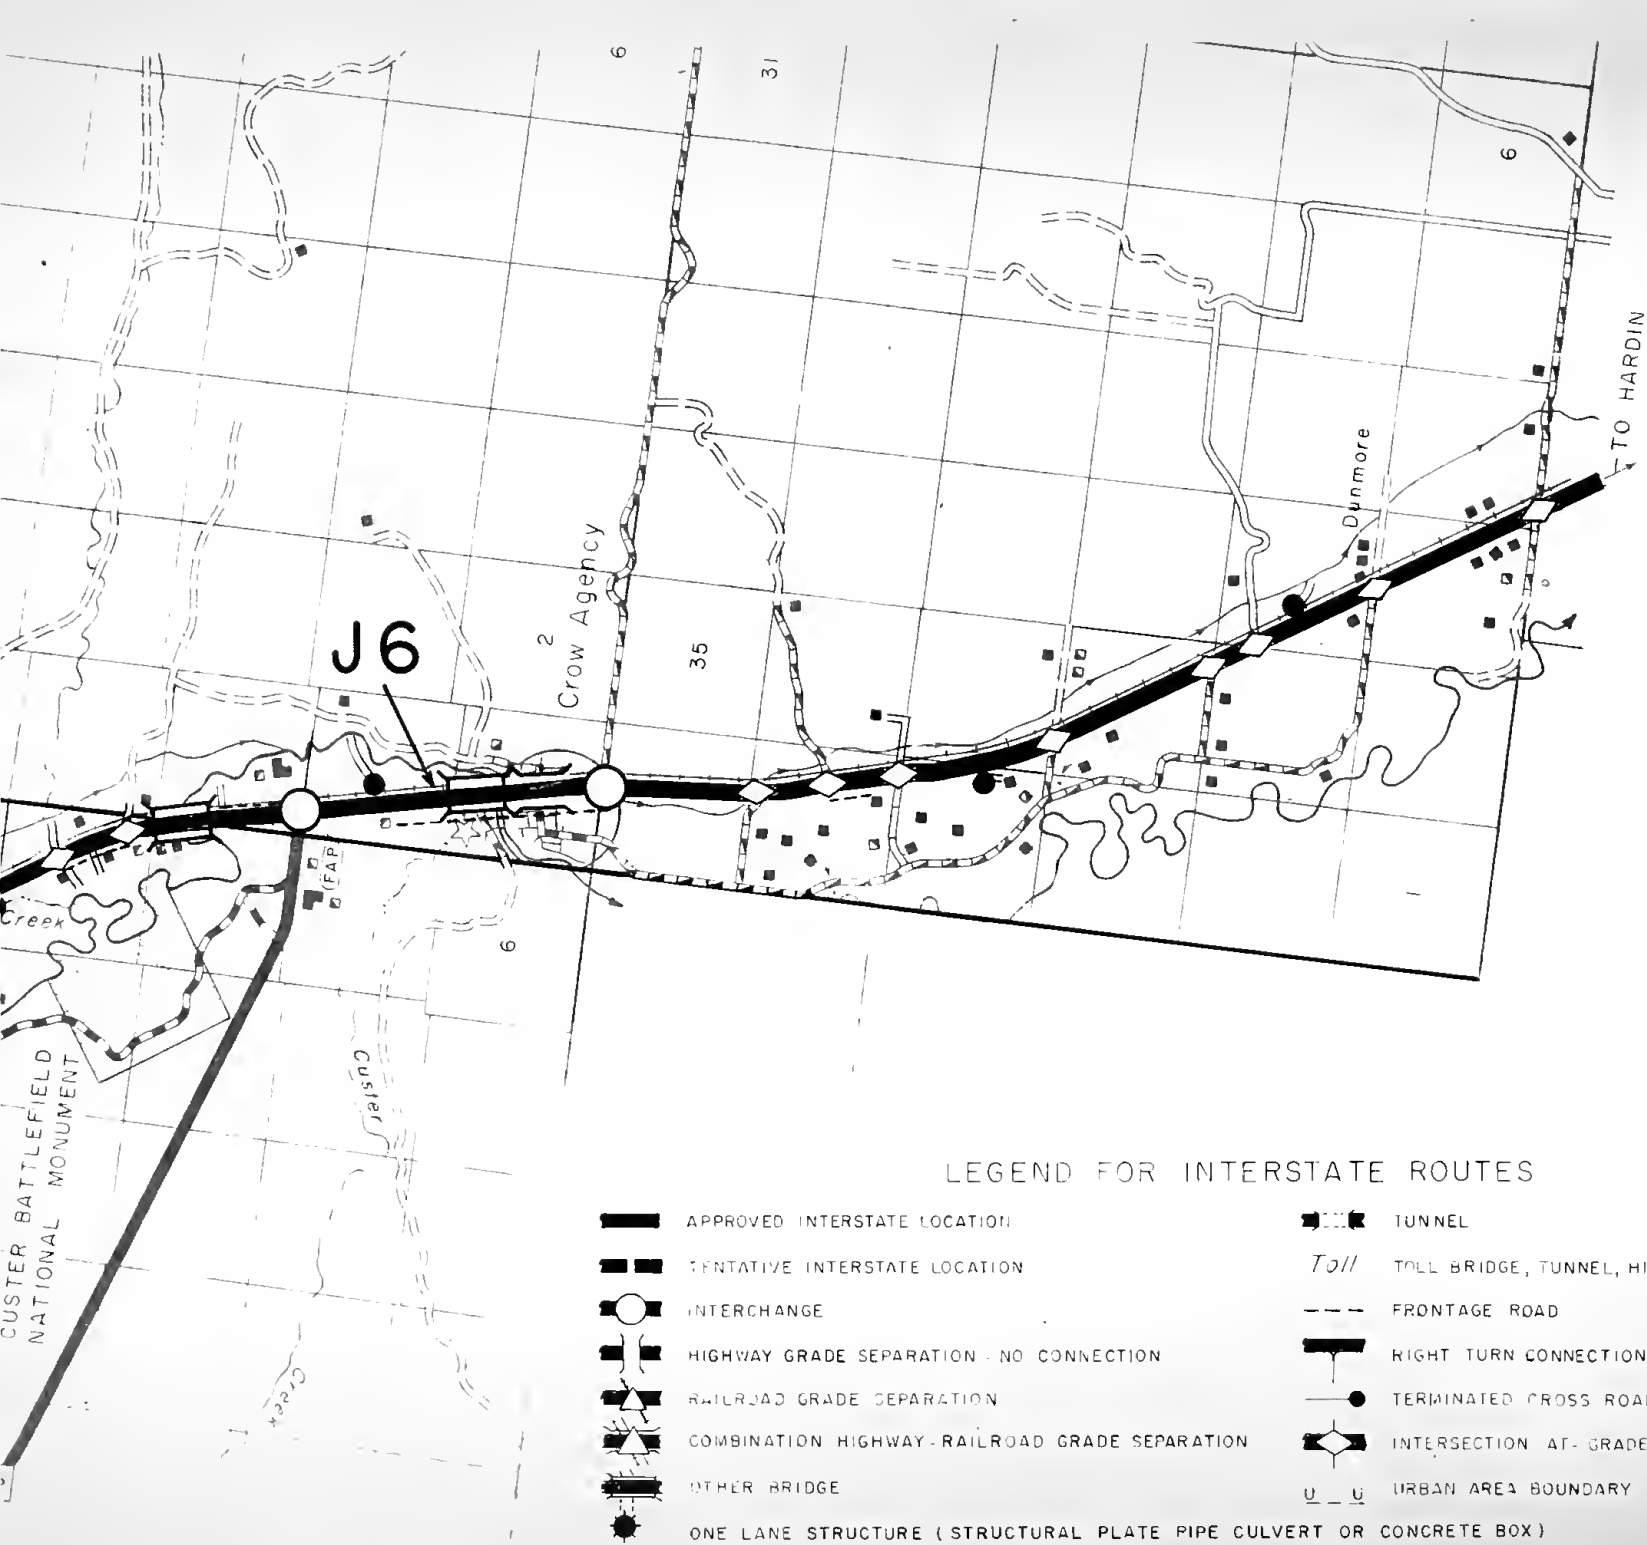 6
31
6
TO HARDIN
Dunmore
2
Crow Agency
35
J6
(FAP)
Creek
6
CUSTER BATTLEFIELD
NATIONAL MONUMENT
Custer
Creek
LEGEND FOR INTERSTATE ROUTES
APPROVED INTERSTATE LOCATION
TENTATIVE INTERSTATE LOCATION
INTERCHANGE
HIGHWAY GRADE SEPARATION - NO CONNECTION
RAILROAD GRADE SEPARATION
COMBINATION HIGHWAY-RAILROAD GRADE SEPARATION
OTHER BRIDGE
ONE LANE STRUCTURE (STRUCTURAL PLATE PIPE CULVERT OR CONCRETE BOX)
TUNNEL
Toll TOLL BRIDGE, TUNNEL,
FRONTAGE ROAD
RIGHT TURN CONNECTION
TERMINATED CROSS
INTERSECTION AT-GRADE
U _ U URBAN AREA BOUNDARY